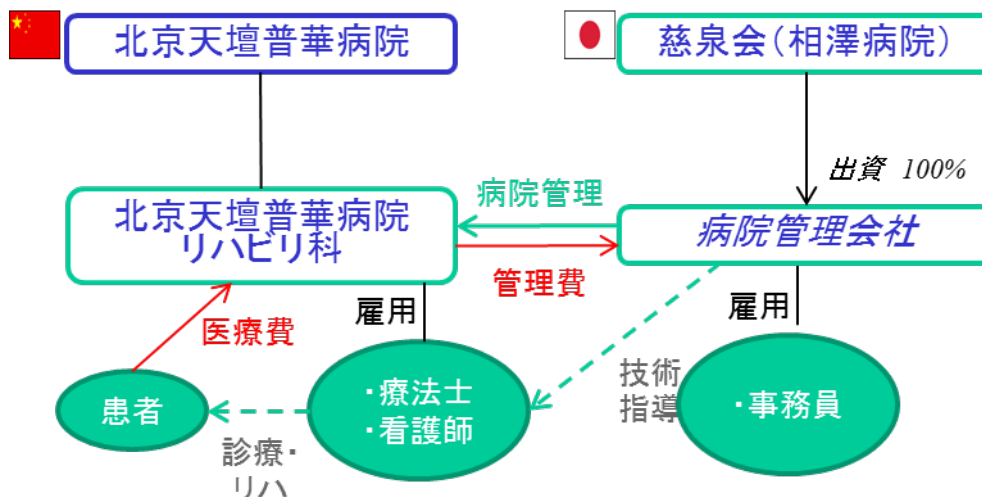 北京天壇普華病院
慈泉会（相澤病院）
出資 100%
病院管理
北京天壇普華病院
リハビリ科
病院管理会社
管理費
雇用
雇用
医療費
技術
指導
・療法士
・看護師
・事務員
患者
診療・
リハ